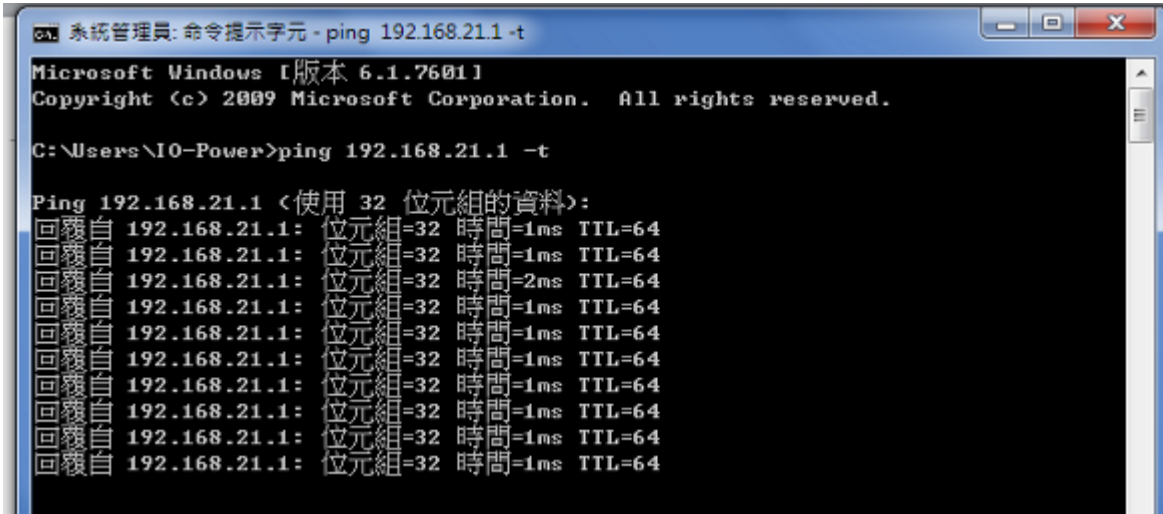 系統管理員: 命令提示字元 - ping 192.168.21.1 -t
Microsoft Windows [版本 6.1.7601]
Copyright (c) 2009 Microsoft Corporation. All rights reserved.
C:\Users\IO-Power>ping 192.168.21.1 -t
Ping 192.168.21.1 (使用 32 位元組的資料):
回覆自 192.168.21.1: 位元組=32 時間=1ms TTL=64
回覆自 192.168.21.1: 位元組=32 時間=1ms TTL=64
回覆自 192.168.21.1: 位元組=32 時間=2ms TTL=64
回覆自 192.168.21.1: 位元組=32 時間=1ms TTL=64
回覆自 192.168.21.1: 位元組=32 時間=1ms TTL=64
回覆自 192.168.21.1: 位元組=32 時間=1ms TTL=64
回覆自 192.168.21.1: 位元組=32 時間=1ms TTL=64
回覆自 192.168.21.1: 位元組=32 時間=1ms TTL=64
回覆自 192.168.21.1: 位元組=32 時間=1ms TTL=64
回覆自 192.168.21.1: 位元組=32 時間=1ms TTL=64